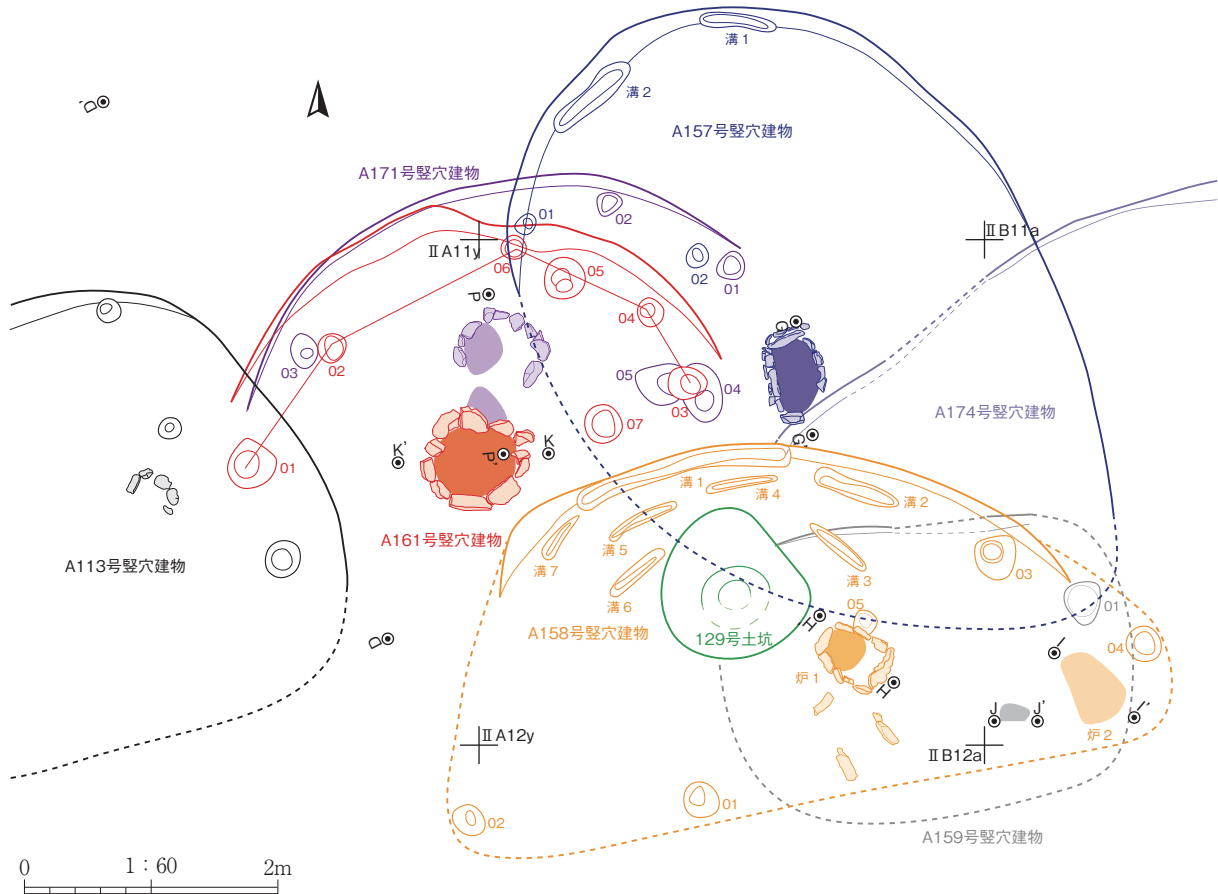 溝1
溝2
A157号竪穴建物
D'
A171号竪穴建物
01
02
ⅡA11y
ⅡB11a
06
05
02
01
P
04
G
03
02
05
04
03
A174号竪穴建物
07
G'
K'
P'
K
01
溝1
溝4
溝2
A161号竪穴建物
溝5
溝7
溝3
03
A113号竪穴建物
溝6
05
01
H
A158号竪穴建物
129号土坑
D
I
04
炉1
H
J
J'
I'
炉2
ⅡA12y
ⅡB12a
01
02
A159号竪穴建物
0
1:60
2m